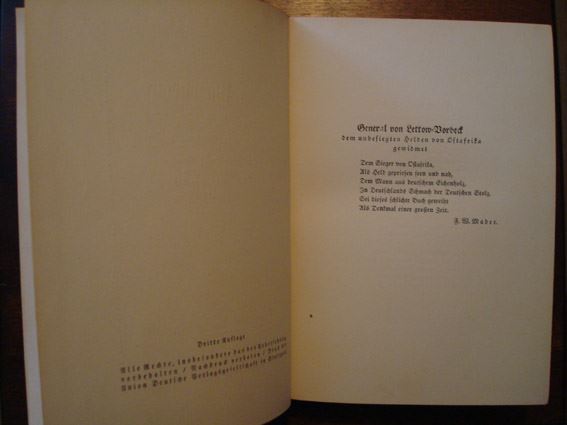 Dritte Auflage
Alle Rechte, insbesondere das der Übersetzung
vorbehalten / Nachdruck verboten / Druck der
Union Deutsche Verlagsgesellschaft in Stuttgart
General von Lettow-Vorbeck
dem unbesiegten Helden von Ostafrika
gewidmet
Dem Sieger von Ostafrika,
Als Held gepriesen fern und nah,
Dem Mann aus deutschem Eichenholz,
In Deutschlands Schmach der Deutschen Stolz,
Sei dieses schlichte Buch geweiht
Als Denkmal einer großen Zeit.
F. W. Mader.